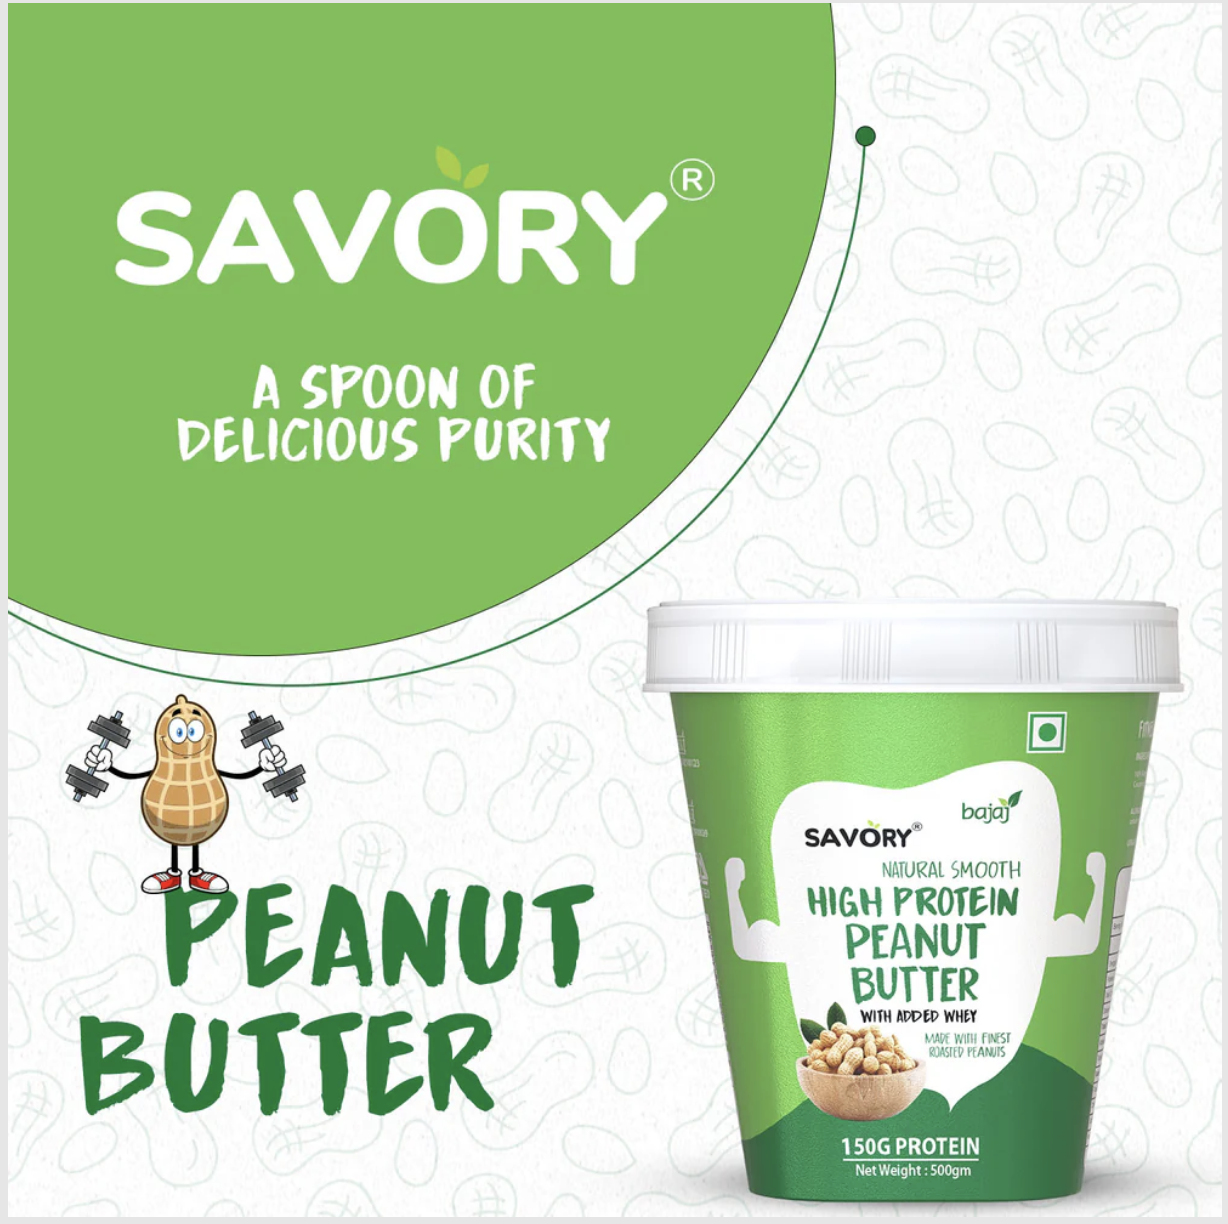 SAVORY®
A SPOON OF
DELICIOUS PURITY
PEANUT
BUTTER
bajaj
SAVORY®
NATURAL SMOOTH
HIGH PROTEIN
PEANUT
BUTTER
WITH ADDED WHEY
MADE WITH FINEST
ROASTED PEANUTS
150G PROTEIN
Net Weight : 500gm